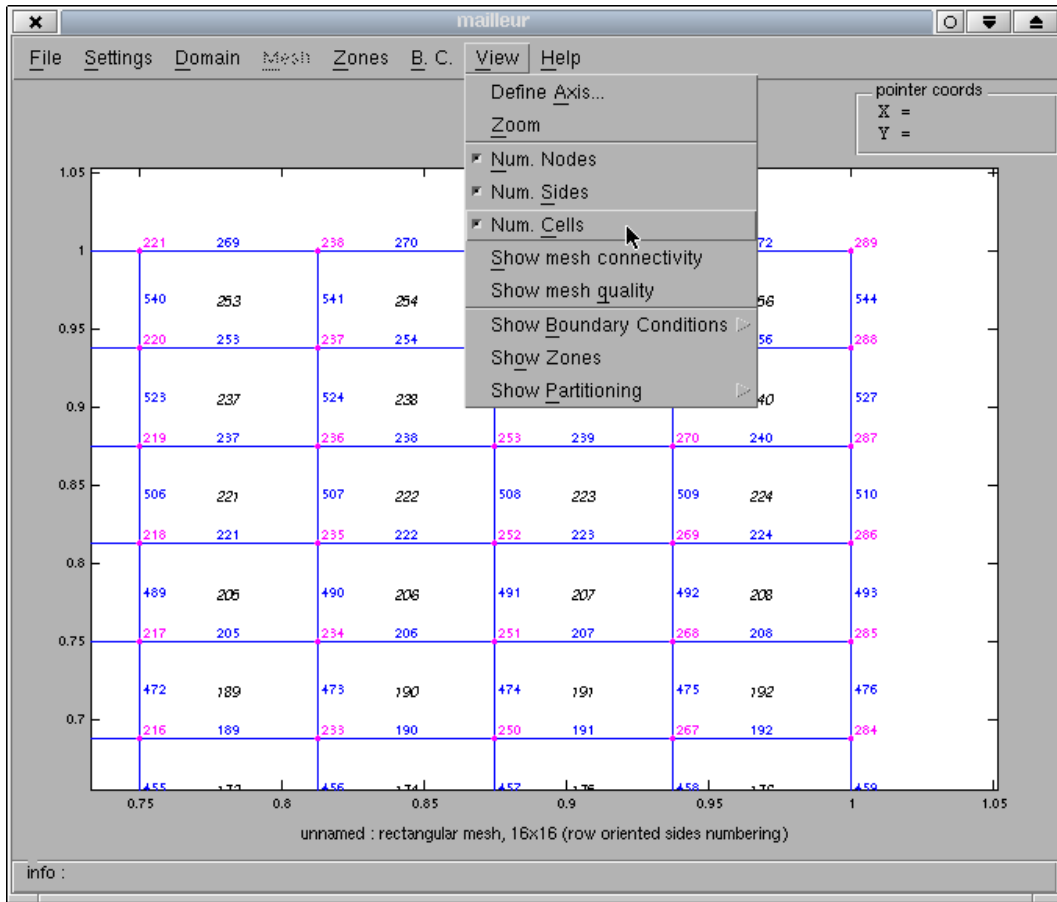 mailleur
File Settings Domain Mesh Zones B. C. View Help
Define Axis...
Zoom
Num. Nodes
Num. Sides
Num. Cells
Show mesh connectivity
Show mesh quality
Show Boundary Conditions
Show Zones
Show Partitioning
pointer coords
X =
Y =
1.05
1 221 269 238 270 72 289
540 253 541 254 56 544
0.95
220 253 237 254 56 288
0.9 523 237 524 238 40 527
219 237 236 238 253 239 270 240 287
0.85 506 221 507 222 508 223 509 224 510
218 221 235 222 252 223 269 224 286
0.8
489 205 490 206 491 207 492 208 493
0.75 217 205 234 206 251 207 268 208 285
472 189 473 190 474 191 475 192 476
0.7
216 189 233 190 250 191 267 192 284
0.75 0.8 0.85 0.9 0.95 1 1.05
unnamed : rectangular mesh, 16x16 (row oriented sides numbering)
info :